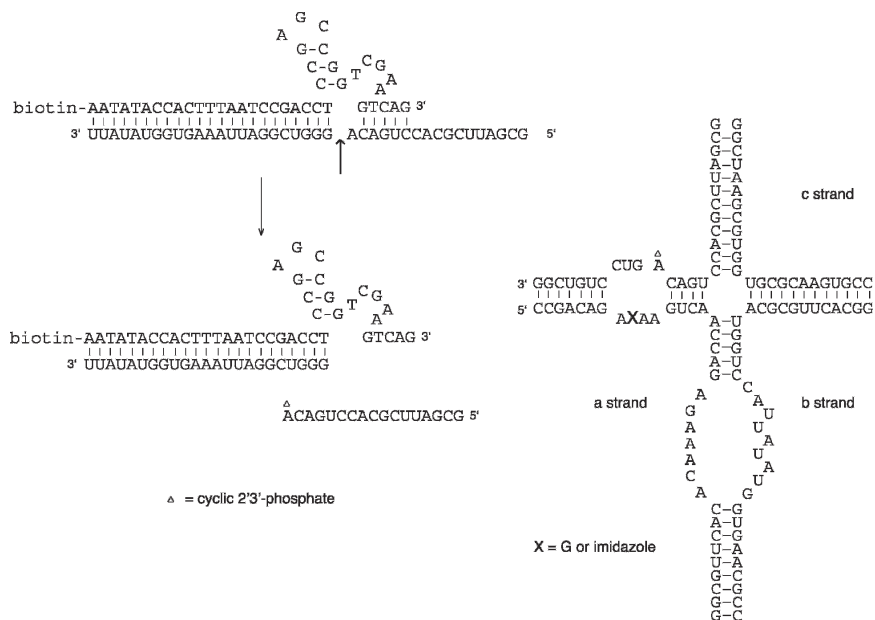 G
A C
G–C
C–G T C G
C–G A
A
biotin-AATATACCACTTTAATCCGACCT GTCAG 3'
3' UUAUAUGGUGAAAUUAGGCUGGG ACAGUCCACGCUUAGCG 5'
G
A C
G–C
C–G T C G
C–G A
A
biotin-AATATACCACTTTAATCCGACCT GTCAG 3'
3' UUAUAUGGUGAAAUUAGGCUGGG
ACAGUCCACGCUUAGCG 5'
△ = cyclic 2'3'-phosphate
G–G
C–G
G–C
A–U
U–A
U–A
C–G
G–C
C–G
A–U
C–G
C–G
c strand
CUG A
3' GGCUGUC CAGU UGCGCAAGUGCC
5' CCGACAG AXAA GUCA ACGCGUUCACGG
A–U
C–G
C–G
A–U
G–C
a strand
b strand
A C
G A
A U
A U
A A
C U
A A
U
G
C–G
A–U
C–G
U–A
U–A
G–C
C–G
G–C
G–C
X = G or imidazole